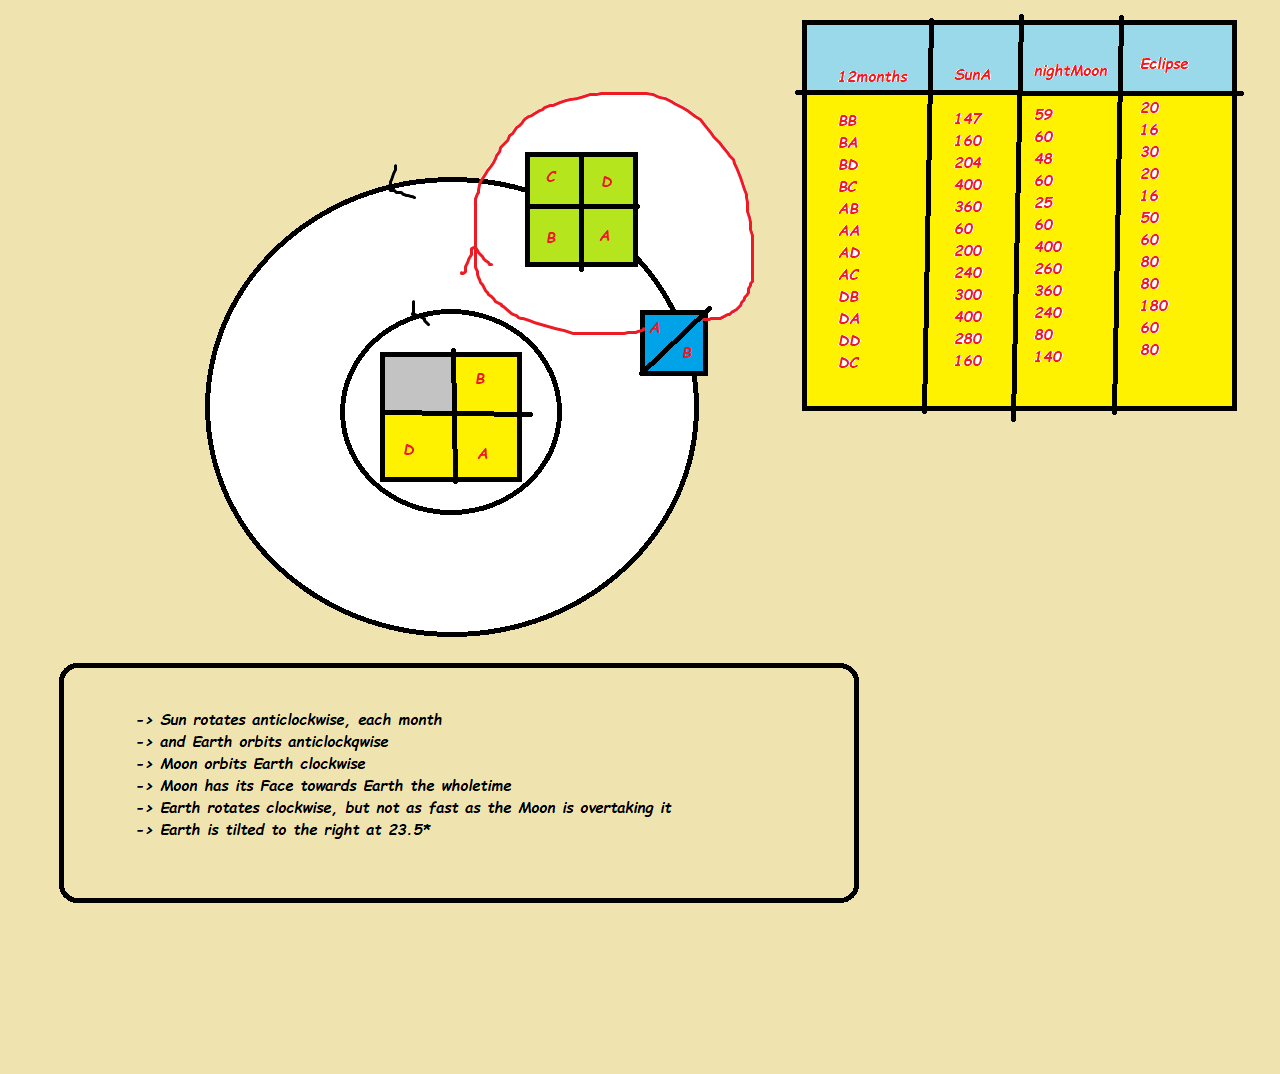 12months SunA nightMoon Eclipse
BB 147 59 20
BA 160 60 16
BD 204 48 30
BC 400 60 20
AB 360 25 16
AA 60 60 50
AD 200 400 60
AC 240 260 80
DB 300 360 80
DA 400 240 180
DD 280 80 60
DC 160 140 80
C D
B A
A
B
B
D A
-> Sun rotates anticlockwise, each month
-> and Earth orbits anticlockqwise
-> Moon orbits Earth clockwise
-> Moon has its Face towards Earth the wholetime
-> Earth rotates clockwise, but not as fast as the Moon is overtaking it
-> Earth is tilted to the right at 23.5*